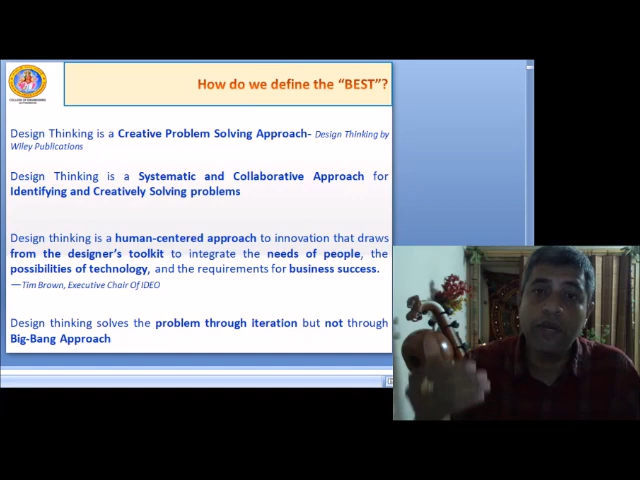 How do we define the “BEST”?
COLLEGE OF ENGINEERING
Design Thinking is a Creative Problem Solving Approach- Design Thinking by
Wiley Publications
Design Thinking is a Systematic and Collaborative Approach for
Identifying and Creatively Solving problems
Design thinking is a human-centered approach to innovation that draws
from the designer’s toolkit to integrate the needs of people, the
possibilities of technology, and the requirements for business success.
—Tim Brown, Executive Chair Of IDEO
Design thinking solves the problem through iteration but not through
Big-Bang Approach